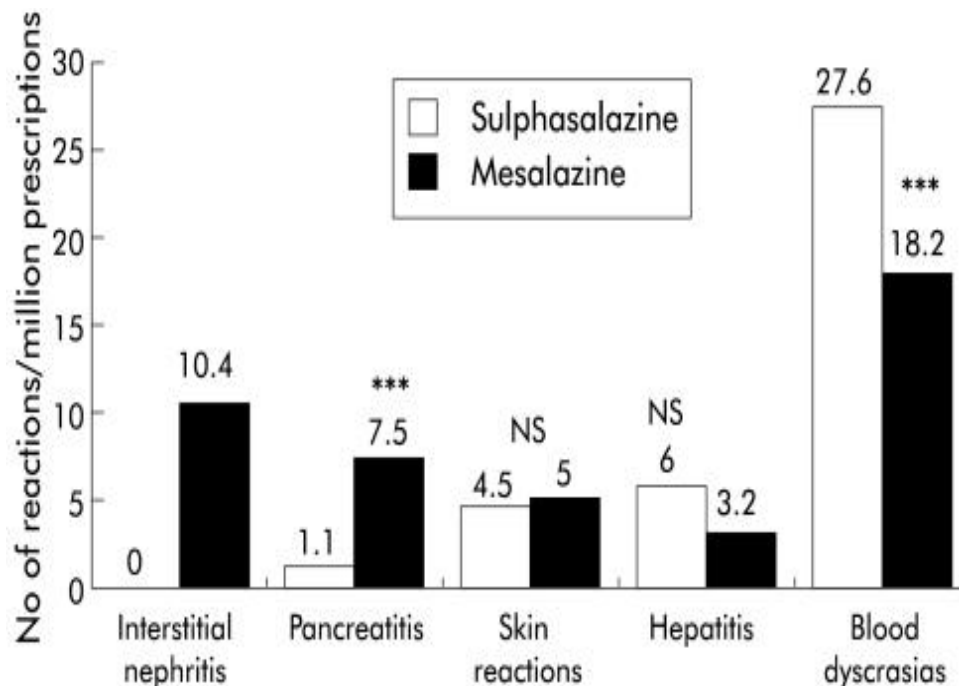 No of reactions/million prescriptions
30
25
20
15
10
5
0
Sulphasalazine
Mesalazine
0
10.4
1.1
***
7.5
NS
4.5
5
NS
6
3.2
27.6
***
18.2
Interstitial
nephritis
Pancreatitis
Skin
reactions
Hepatitis
Blood
dyscrasias